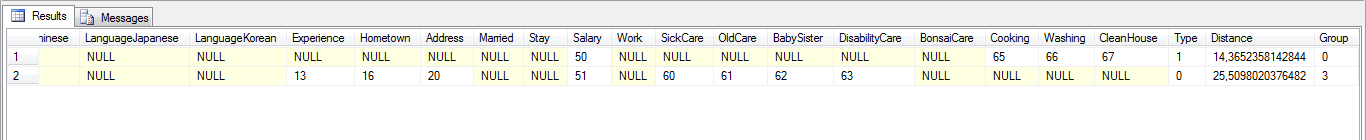 Results Messages
hinese LanguageJapanese LanguageKorean Experience Hometown Address Married Stay Salary Work SickCare OldCare BabySister DisabilityCare BonsaiCare Cooking Washing CleanHouse Type Distance Group
1 NULL NULL NULL NULL NULL NULL NULL 50 NULL NULL NULL NULL NULL NULL 65 66 67 1 14,3652358142844 0
2 NULL NULL 13 16 20 NULL NULL 51 NULL 60 61 62 63 NULL NULL NULL NULL 0 25,5098020376482 3